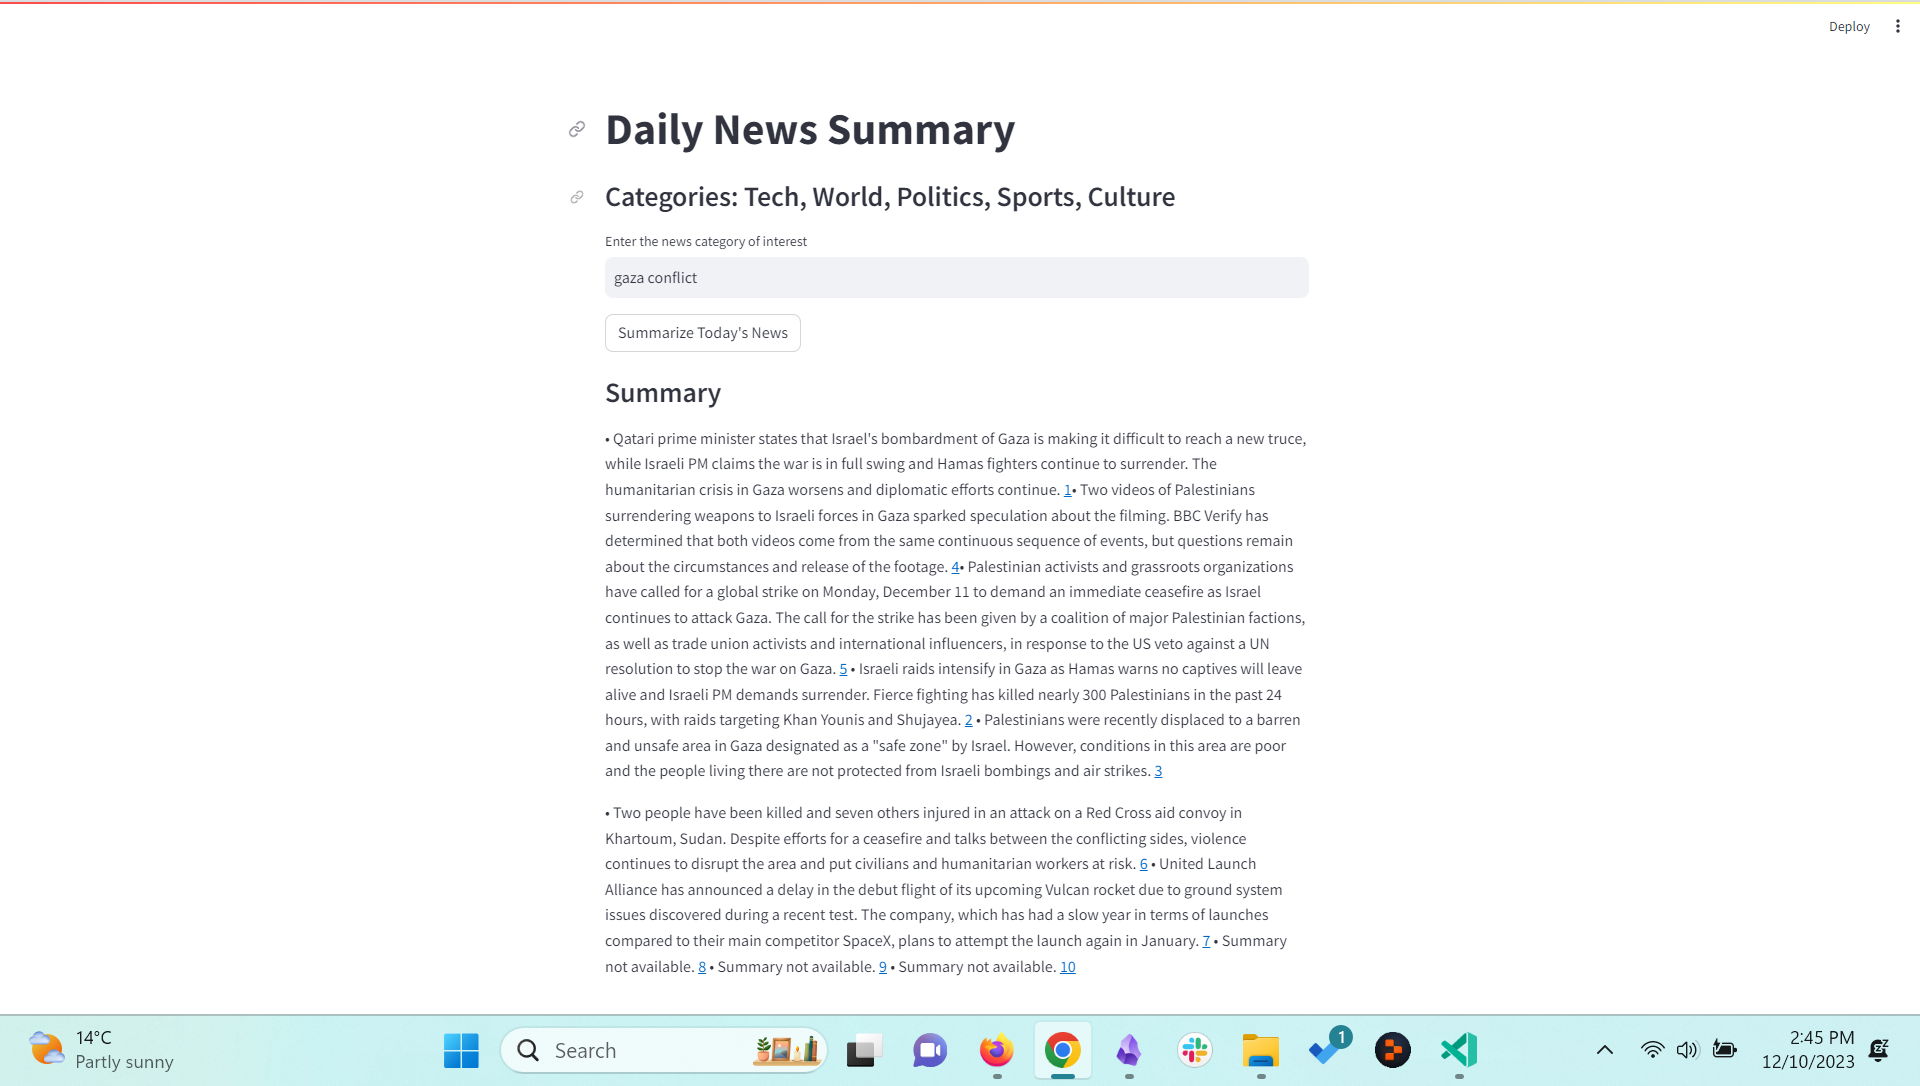 Deploy
Daily News Summary
Categories: Tech, World, Politics, Sports, Culture
Enter the news category of interest
gaza conflict
Summarize Today's News
Summary
• Qatari prime minister states that Israel's bombardment of Gaza is making it difficult to reach a new truce,
while Israeli PM claims the war is in full swing and Hamas fighters continue to surrender. The
humanitarian crisis in Gaza worsens and diplomatic efforts continue. 1• Two videos of Palestinians
surrendering weapons to Israeli forces in Gaza sparked speculation about the filming. BBC Verify has
determined that both videos come from the same continuous sequence of events, but questions remain
about the circumstances and release of the footage. 4• Palestinian activists and grassroots organizations
have called for a global strike on Monday, December 11 to demand an immediate ceasefire as Israel
continues to attack Gaza. The call for the strike has been given by a coalition of major Palestinian factions,
as well as trade union activists and international influencers, in response to the US veto against a UN
resolution to stop the war on Gaza. 5 • Israeli raids intensify in Gaza as Hamas warns no captives will leave
alive and Israeli PM demands surrender. Fierce fighting has killed nearly 300 Palestinians in the past 24
hours, with raids targeting Khan Younis and Shujayea. 2 • Palestinians were recently displaced to a barren
and unsafe area in Gaza designated as a "safe zone" by Israel. However, conditions in this area are poor
and the people living there are not protected from Israeli bombings and air strikes. 3
• Two people have been killed and seven others injured in an attack on a Red Cross aid convoy in
Khartoum, Sudan. Despite efforts for a ceasefire and talks between the conflicting sides, violence
continues to disrupt the area and put civilians and humanitarian workers at risk. 6 • United Launch
Alliance has announced a delay in the debut flight of its upcoming Vulcan rocket due to ground system
issues discovered during a recent test. The company, which has had a slow year in terms of launches
compared to their main competitor SpaceX, plans to attempt the launch again in January. 7 • Summary
not available. 8 • Summary not available. 9 • Summary not available. 10
14°C
Partly sunny
Search
1
2:45 PM
12/10/2023